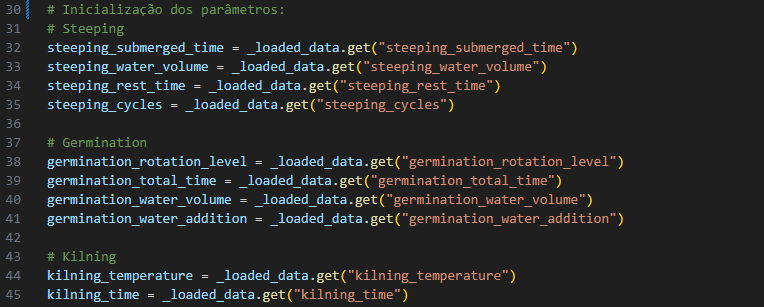 30 # Inicialização dos parâmetros:
31 # Steeping
32 steeping_submerged_time = _loaded_data.get("steeping_submerged_time")
33 steeping_water_volume = _loaded_data.get("steeping_water_volume")
34 steeping_rest_time = _loaded_data.get("steeping_rest_time")
35 steeping_cycles = _loaded_data.get("steeping_cycles")
36
37 # Germination
38 germination_rotation_level = _loaded_data.get("germination_rotation_level")
39 germination_total_time = _loaded_data.get("germination_total_time")
40 germination_water_volume = _loaded_data.get("germination_water_volume")
41 germination_water_addition = _loaded_data.get("germination_water_addition")
42
43 # Kilning
44 kilning_temperature = _loaded_data.get("kilning_temperature")
45 kilning_time = _loaded_data.get("kilning_time")